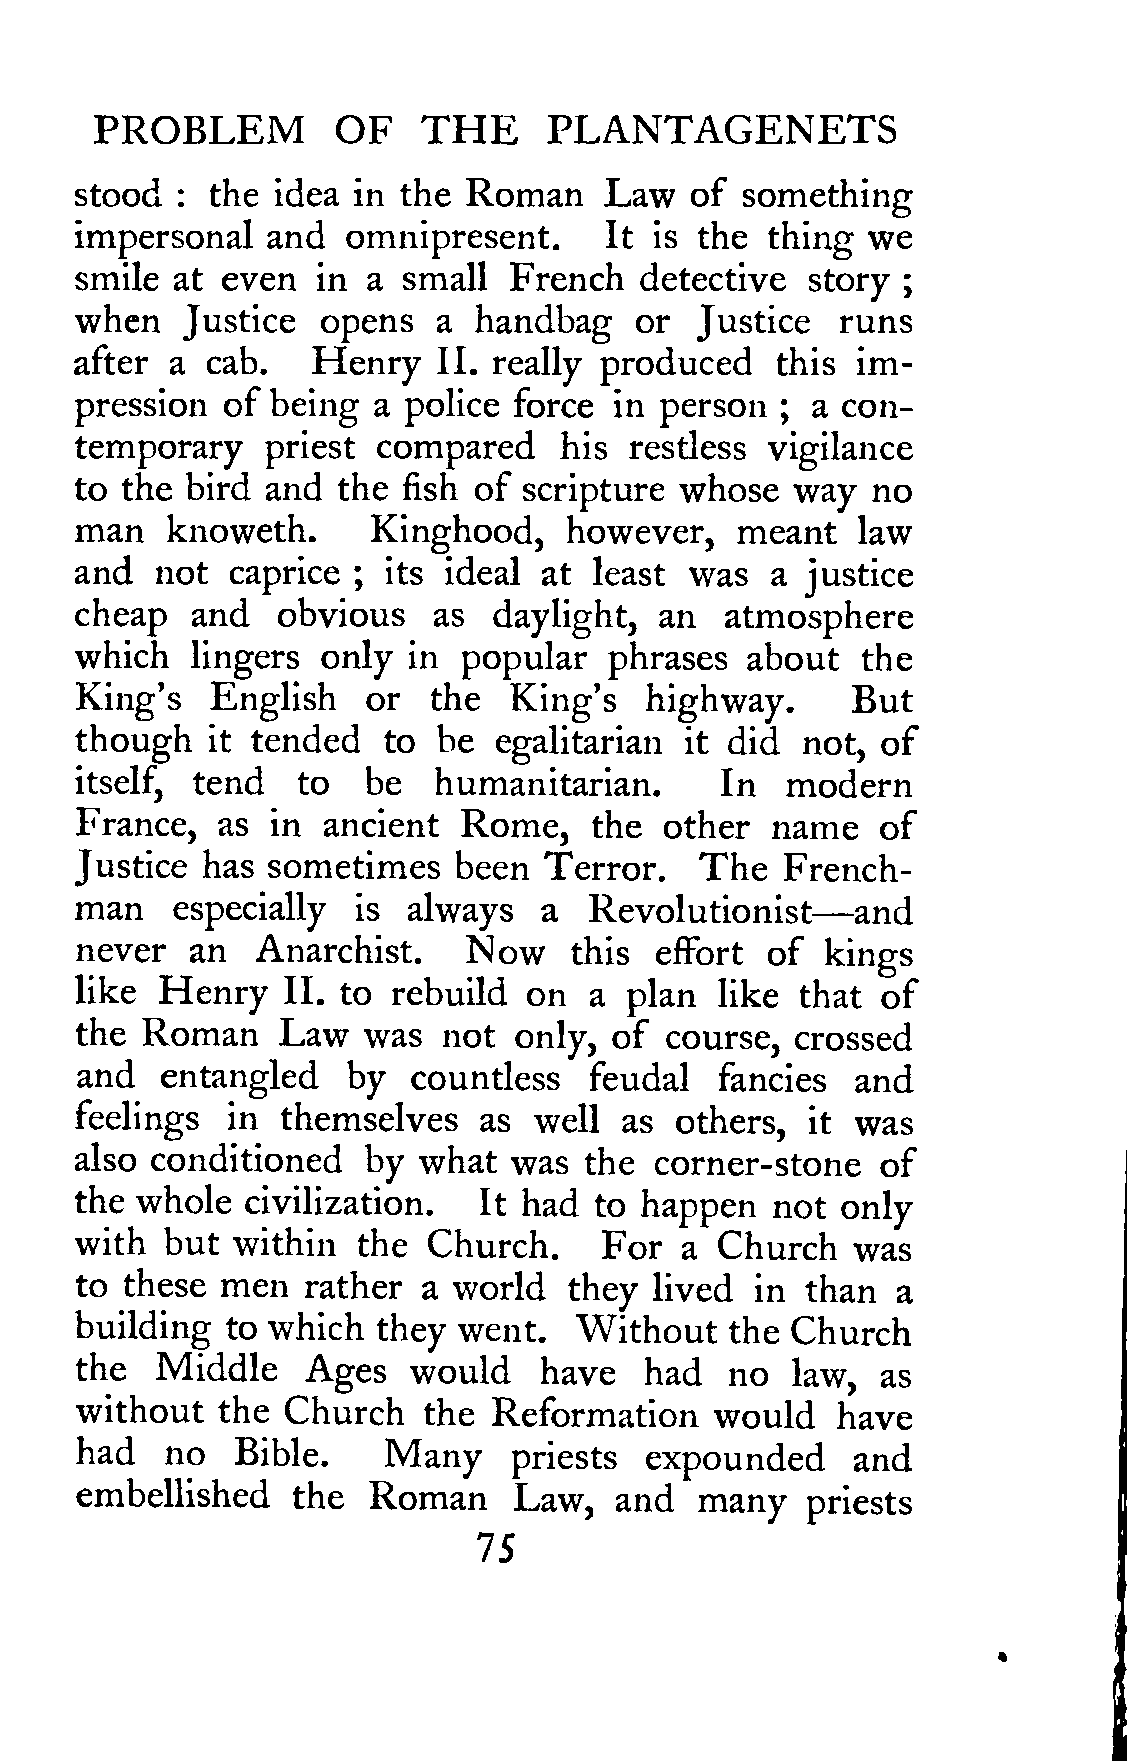 PROBLEM OF THE PLANTAGENETS
stood : the idea in the Roman Law of something
impersonal and omnipresent. It is the thing we
smile at even in a small French detective story ;
when Justice opens a handbag or Justice runs
after a cab. Henry II. really produced this im-
pression of being a police force in person ; a con-
temporary priest compared his restless vigilance
to the bird and the fish of scripture whose way no
man knoweth. Kinghood, however, meant law
and not caprice ; its ideal at least was a justice
cheap and obvious as daylight, an atmosphere
which lingers only in popular phrases about the
King's English or the King's highway. But
though it tended to be egalitarian it did not, of
itself, tend to be humanitarian. In modern
France, as in ancient Rome, the other name of
Justice has sometimes been Terror. The French-
man especially is always a Revolutionist—and
never an Anarchist. Now this effort of kings
like Henry II. to rebuild on a plan like that of
the Roman Law was not only, of course, crossed
and entangled by countless feudal fancies and
feelings in themselves as well as others, it was
also conditioned by what was the corner-stone of
the whole civilization. It had to happen not only
with but within the Church. For a Church was
to these men rather a world they lived in than a
building to which they went. Without the Church
the Middle Ages would have had no law, as
without the Church the Reformation would have
had no Bible. Many priests expounded and
embellished the Roman Law, and many priests
75